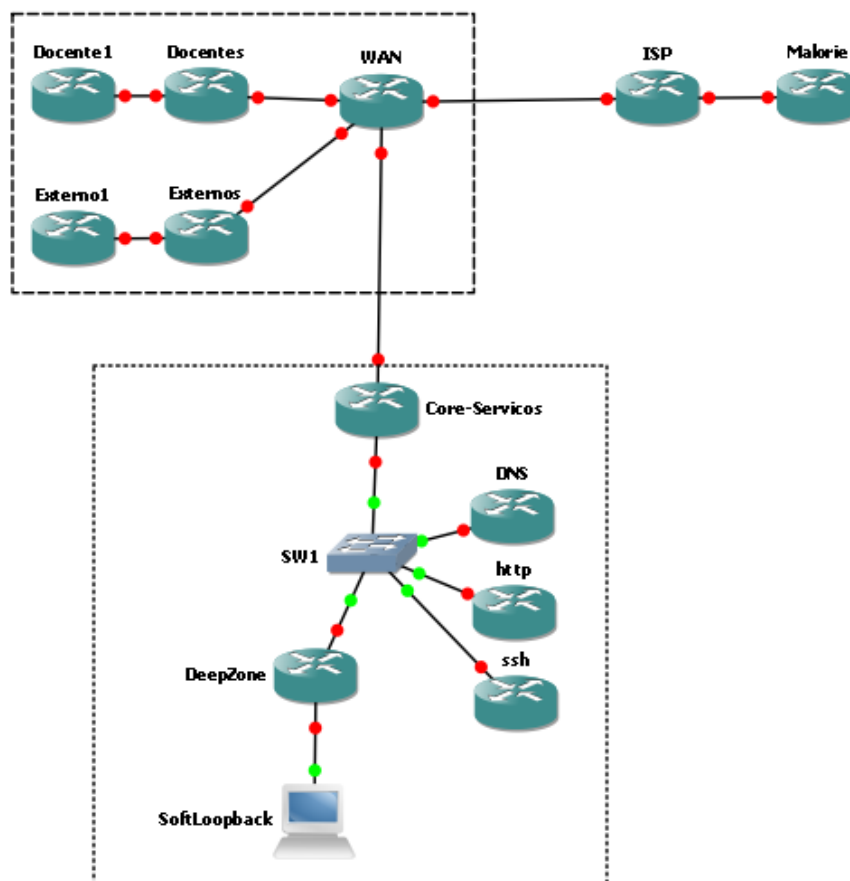 Docente1
Docentes
WAN
ISP
Malorie
Externo1
Externos
Core-Servicos
DNS
SW1
http
DeepZone
ssh
SoftLoopback